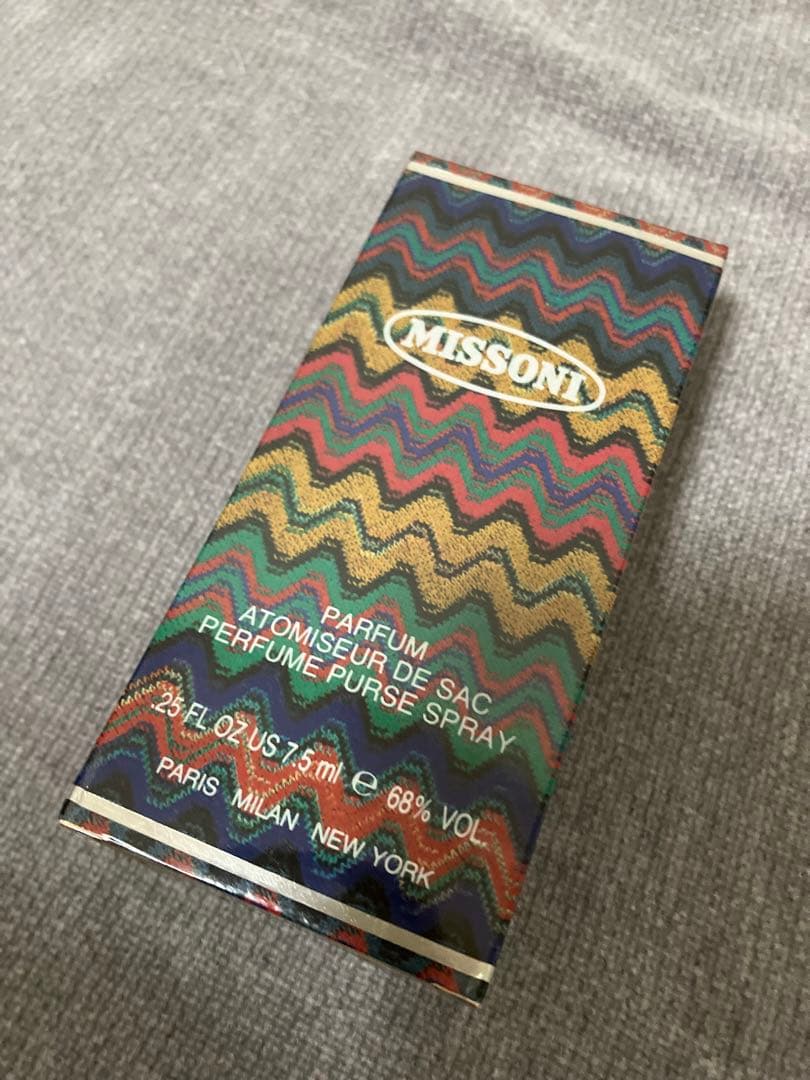 MISSONI
PARFUM
ATOMISEUR DE SAC
PERFUME PURSE SPRAY
.25 FL OZ US 7.5 ml ℮ 68% VOL.
PARIS MILAN NEW YORK